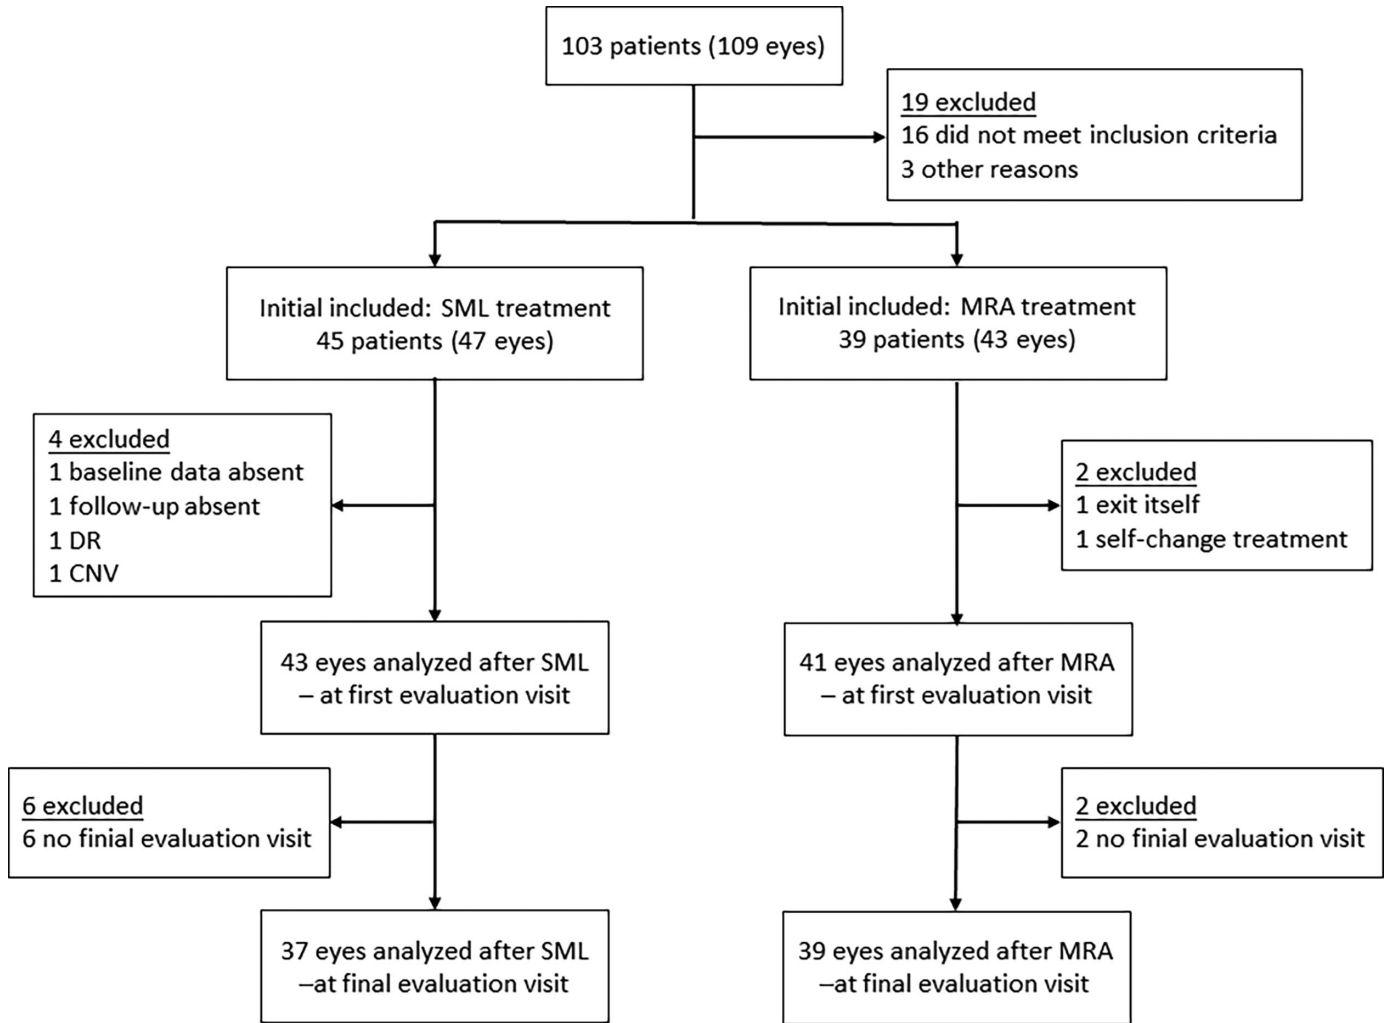 103 patients (109 eyes)
19 excluded
16 did not meet inclusion criteria
3 other reasons
Initial included: SML treatment
45 patients (47 eyes)
Initial included: MRA treatment
39 patients (43 eyes)
4 excluded
1 baseline data absent
1 follow-up absent
1 DR
1 CNV
2 excluded
1 exit itself
1 self-change treatment
43 eyes analyzed after SML
– at first evaluation visit
41 eyes analyzed after MRA
– at first evaluation visit
6 excluded
6 no finial evaluation visit
2 excluded
2 no finial evaluation visit
37 eyes analyzed after SML
–at final evaluation visit
39 eyes analyzed after MRA
–at final evaluation visit